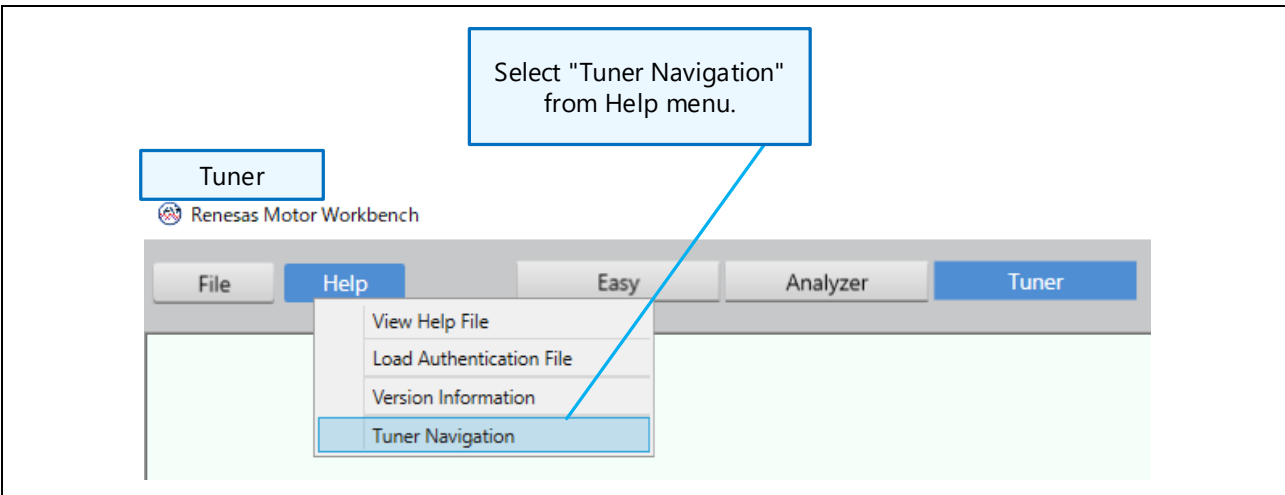 Select "Tuner Navigation"
from Help menu.
Tuner
Renesas Motor Workbench
File
Help
Easy
Analyzer
Tuner
View Help File
Load Authentication File
Version Information
Tuner Navigation